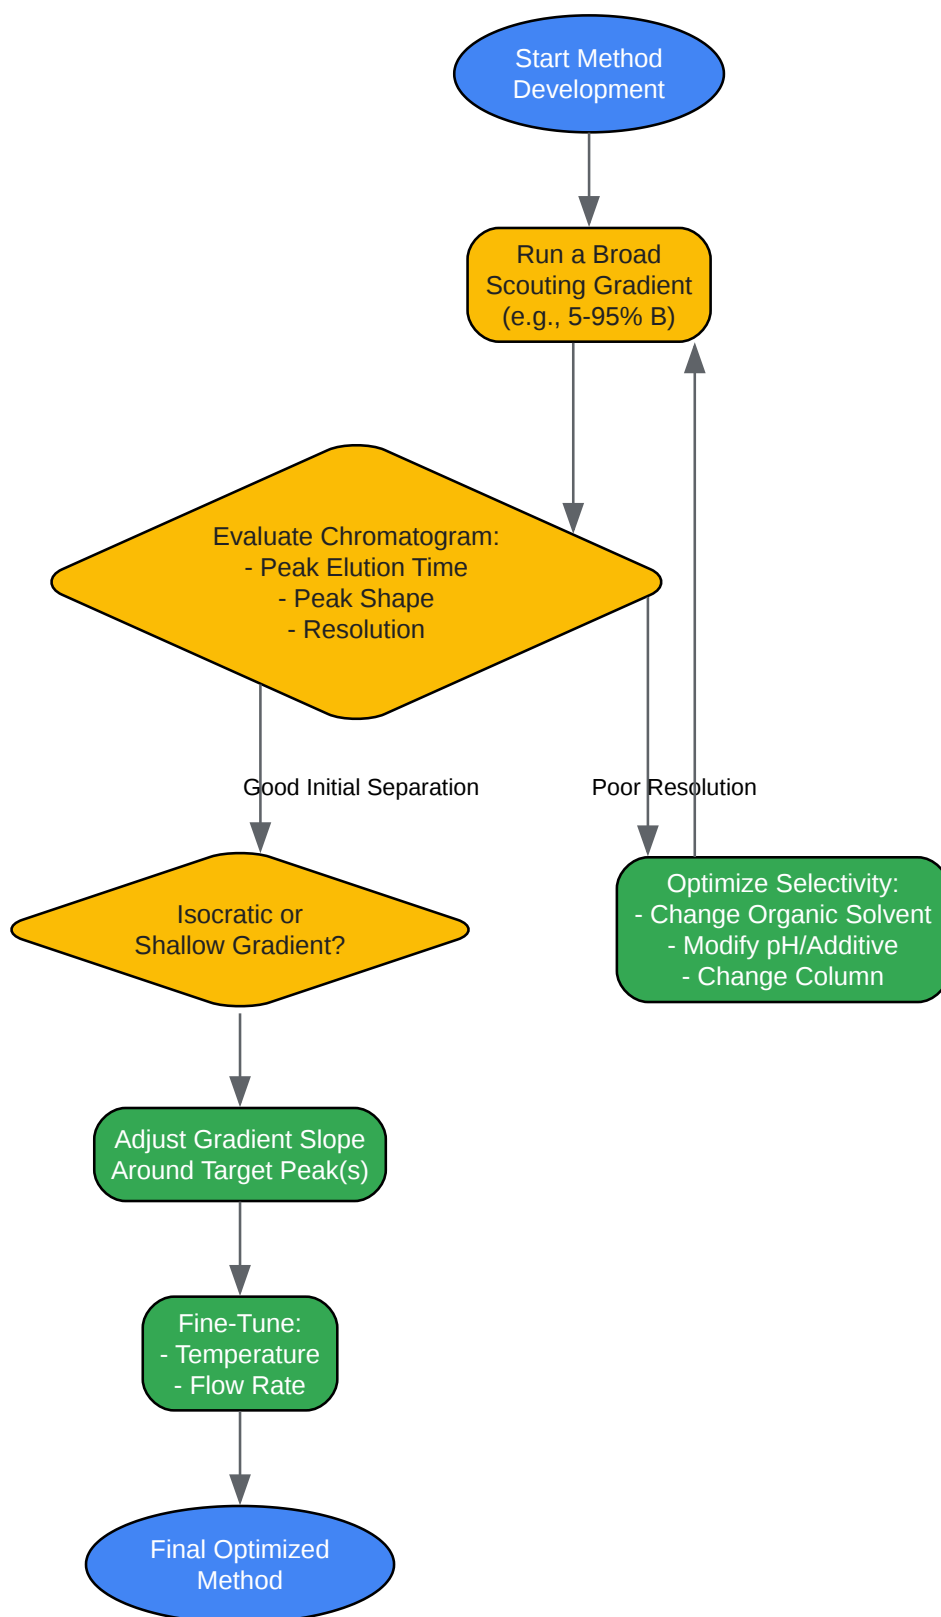 Start Method
Development
Run a Broad
Scouting Gradient
(e.g., 5-95% B)
Evaluate Chromatogram:
- Peak Elution Time
- Peak Shape
- Resolution
Good Initial Separation
Poor Resolution
Isocratic or
Shallow Gradient?
Optimize Selectivity:
- Change Organic Solvent
- Modify pH/Additive
- Change Column
Adjust Gradient Slope
Around Target Peak(s)
Fine-Tune:
- Temperature
- Flow Rate
Final Optimized
Method